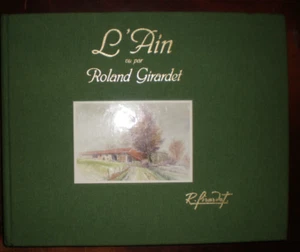 L'Ain
vu par
Roland Girardet
R. Girardet.